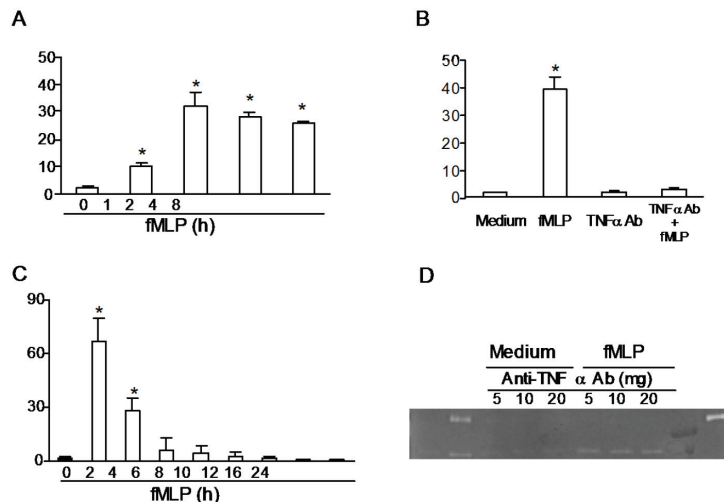 A
50
40
30
20
10
0
* * * *
0 1 2 4 8
fMLP (h)
B
50
40
30
20
10
0
*
Medium fMLP TNFα Ab TNFα Ab + fMLP
C
90
60
30
0
* *
0 2 4 6 8 10 12 16 24
fMLP (h)
D
Medium fMLP
Anti-TNF α Ab (mg)
5 10 20 5 10 20